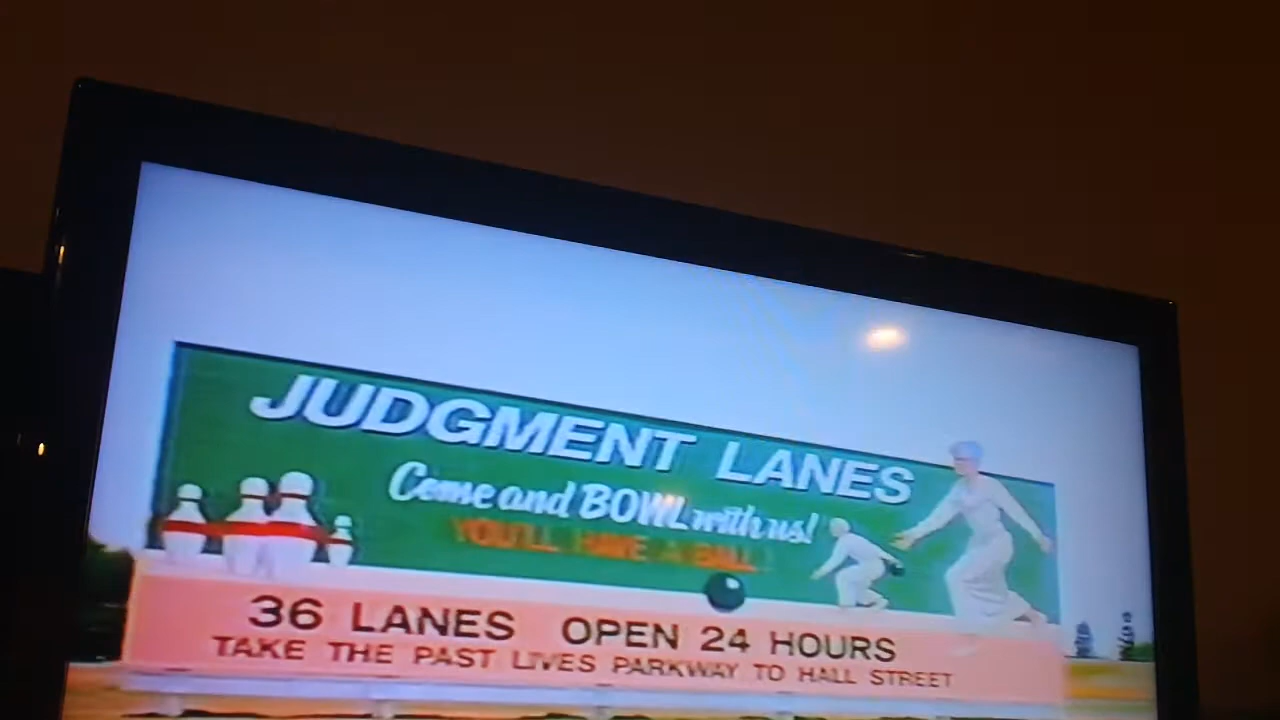 JUDGMENT LANES
Come and BOWL with us!
YOU'LL HAVE A BALL
36 LANES OPEN 24 HOURS
TAKE THE PAST LIVES PARKWAY TO HALL STREET